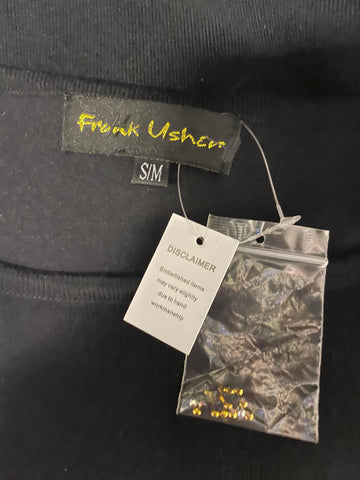 Frank Usher
S/M
DISCLAIMER
Embellished items
may vary slightly
due to hand
workmanship